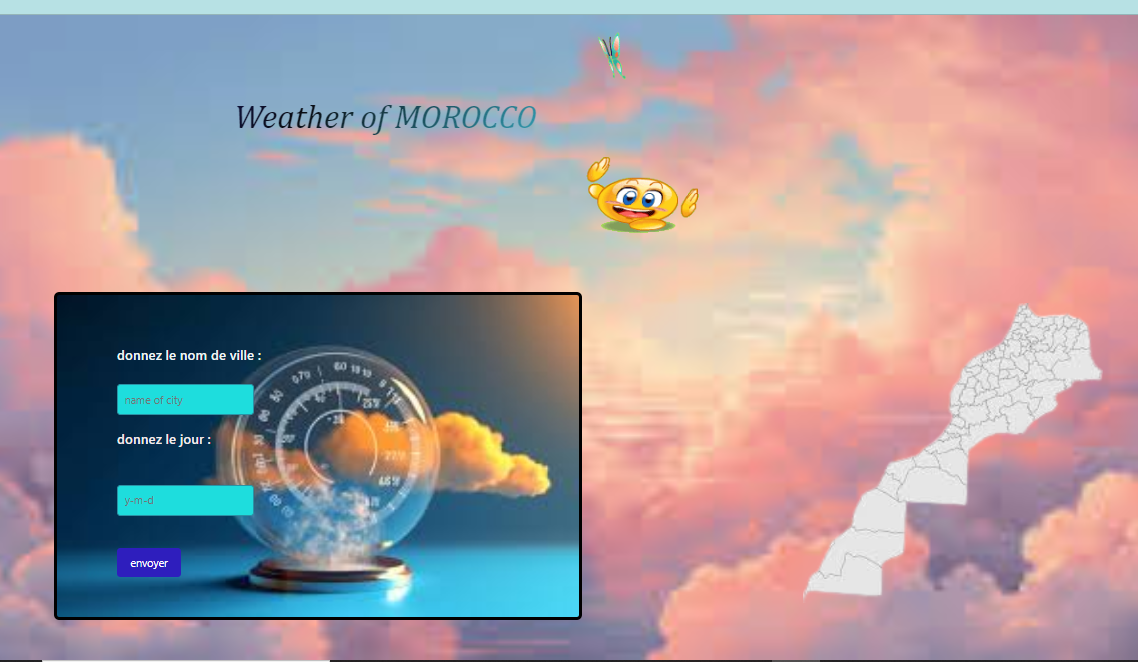 Weather of MOROCCO
donnez le nom de ville :
name of city
donnez le jour :
y-m-d
envoyer